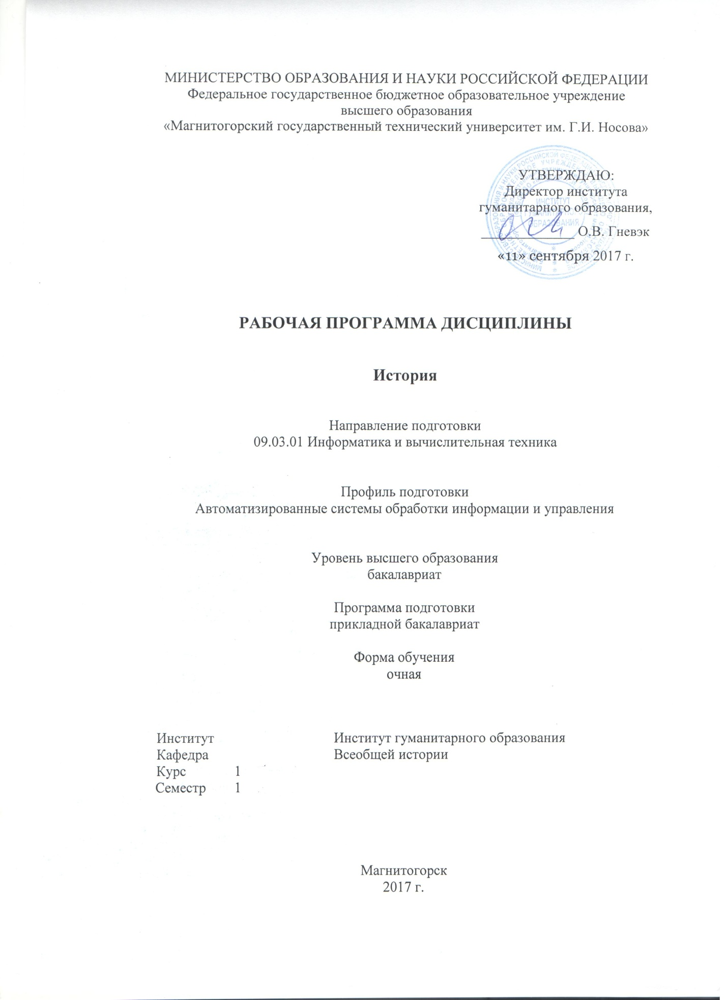 МИНИСТЕРСТВО ОБРАЗОВАНИЯ И НАУКИ РОССИЙСКОЙ ФЕДЕРАЦИИ
Федеральное государственное бюджетное образовательное учреждение
высшего образования
«Магнитогорский государственный технический университет им. Г.И. Носова»
УТВЕРЖДАЮ:
Директор института
гуманитарного образования,
О.В. Гневэк
«11» сентября 2017 г.
ИНСТИТУТ
ГУМАНИТАРНОГО
ОБРАЗОВАНИЯ
РАБОЧАЯ ПРОГРАММА ДИСЦИПЛИНЫ
История
Направление подготовки
09.03.01 Информатика и вычислительная техника
Профиль подготовки
Автоматизированные системы обработки информации и управления
Уровень высшего образования
бакалавриат
Программа подготовки
прикладной бакалавриат
Форма обучения
очная
Институт Институт гуманитарного образования
Кафедра Всеобщей истории
Курс 1
Семестр 1
Магнитогорск
2017 г.